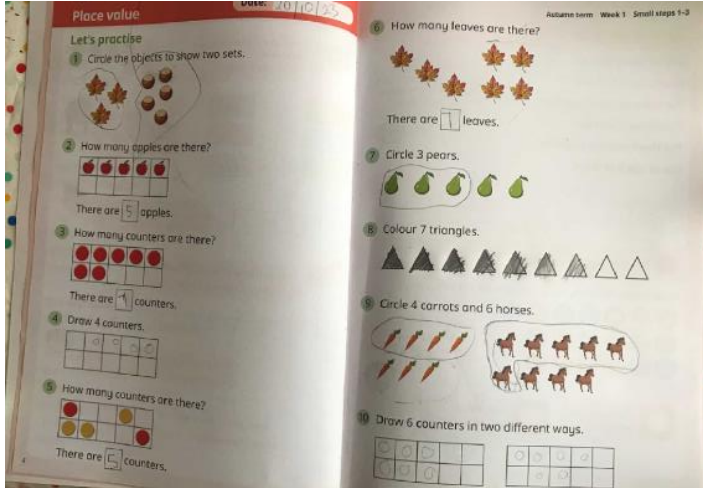 Place value
Date: 20/10/23
Let's practise
1 Circle the objects to show two sets.
2 How many apples are there?
There are 5 apples.
3 How many counters are there?
There are 7 counters.
4 Draw 4 counters.
5 How many counters are there?
There are 5 counters.
4
Autumn term Week 1 Small steps 1–3
6 How many leaves are there?
There are leaves.
7 Circle 3 pears.
8 Colour 7 triangles.
9 Circle 4 carrots and 6 horses.
10 Draw 6 counters in two different ways.